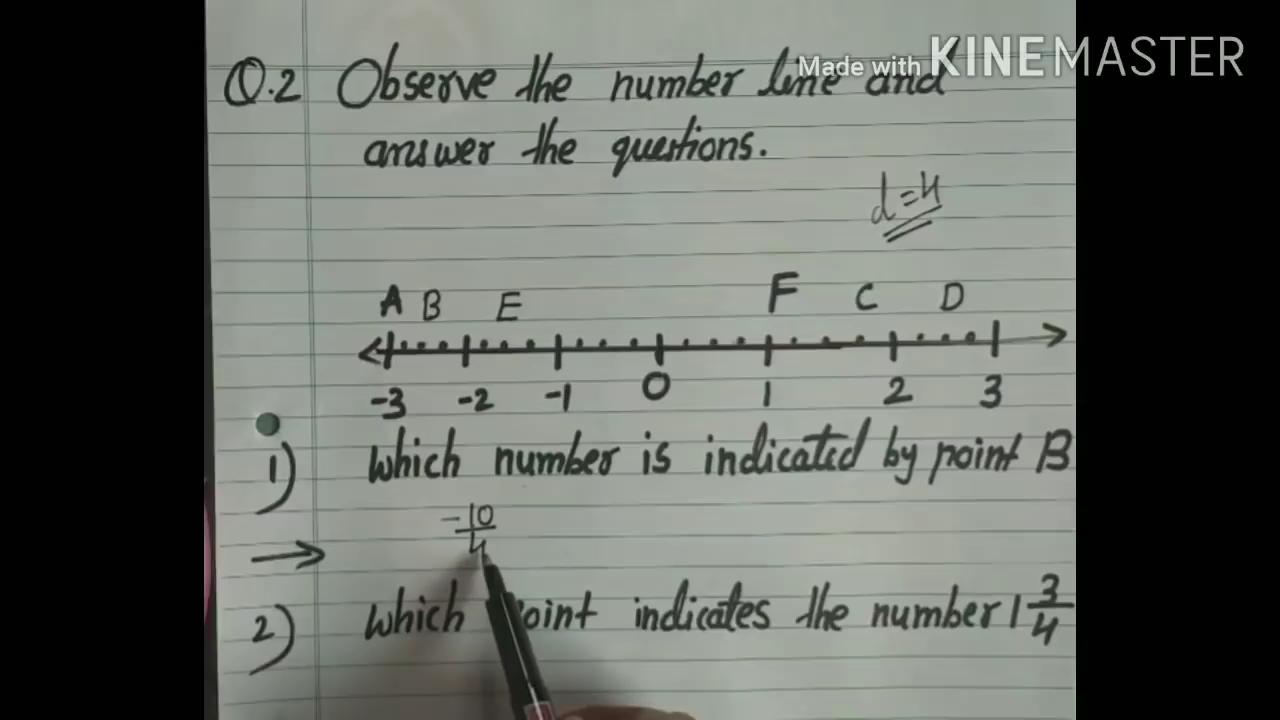 Made with KINEMASTER
Q.2 Observe the number line and
answer the questions.
d=4
A B E F C D
-3 -2 -1 0 1 2 3
1) which number is indicated by point B
-10
4
→
2) which point indicates the number 1 3/4